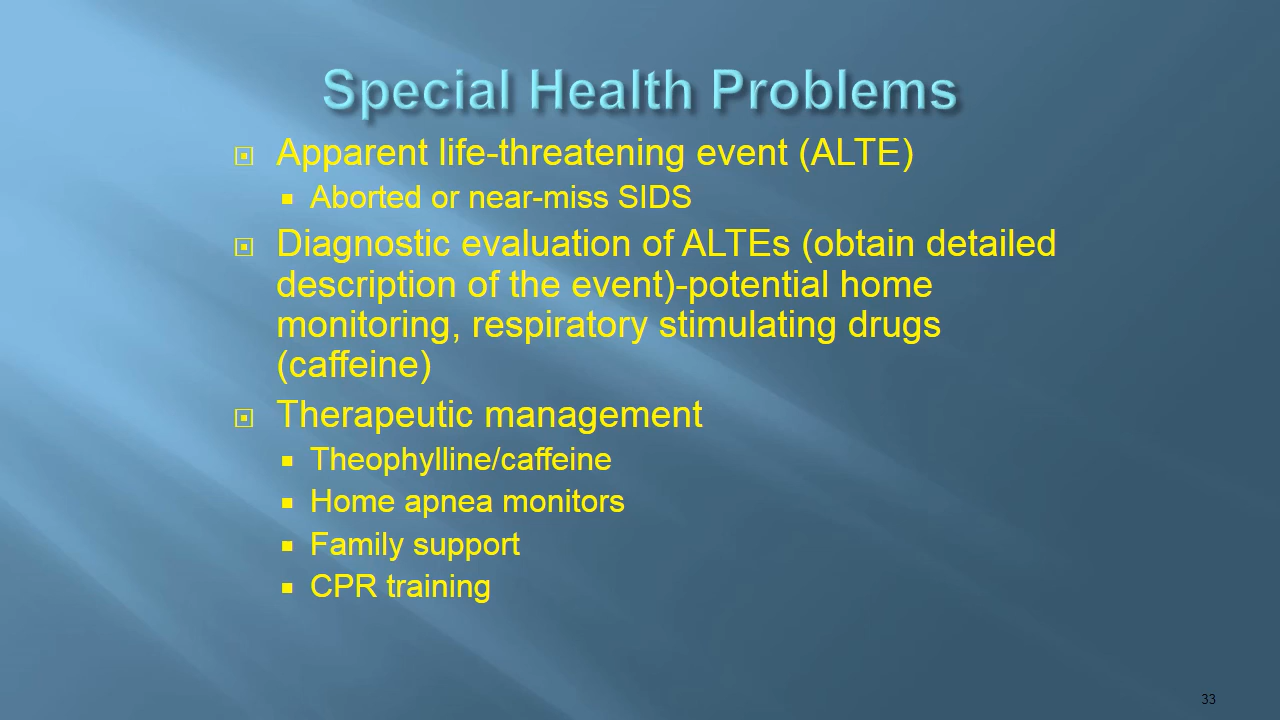 Special Health Problems
Apparent life-threatening event (ALTE)
Aborted or near-miss SIDS
Diagnostic evaluation of ALTEs (obtain detailed
description of the event)-potential home
monitoring, respiratory stimulating drugs
(caffeine)
Therapeutic management
Theophylline/caffeine
Home apnea monitors
Family support
CPR training
33